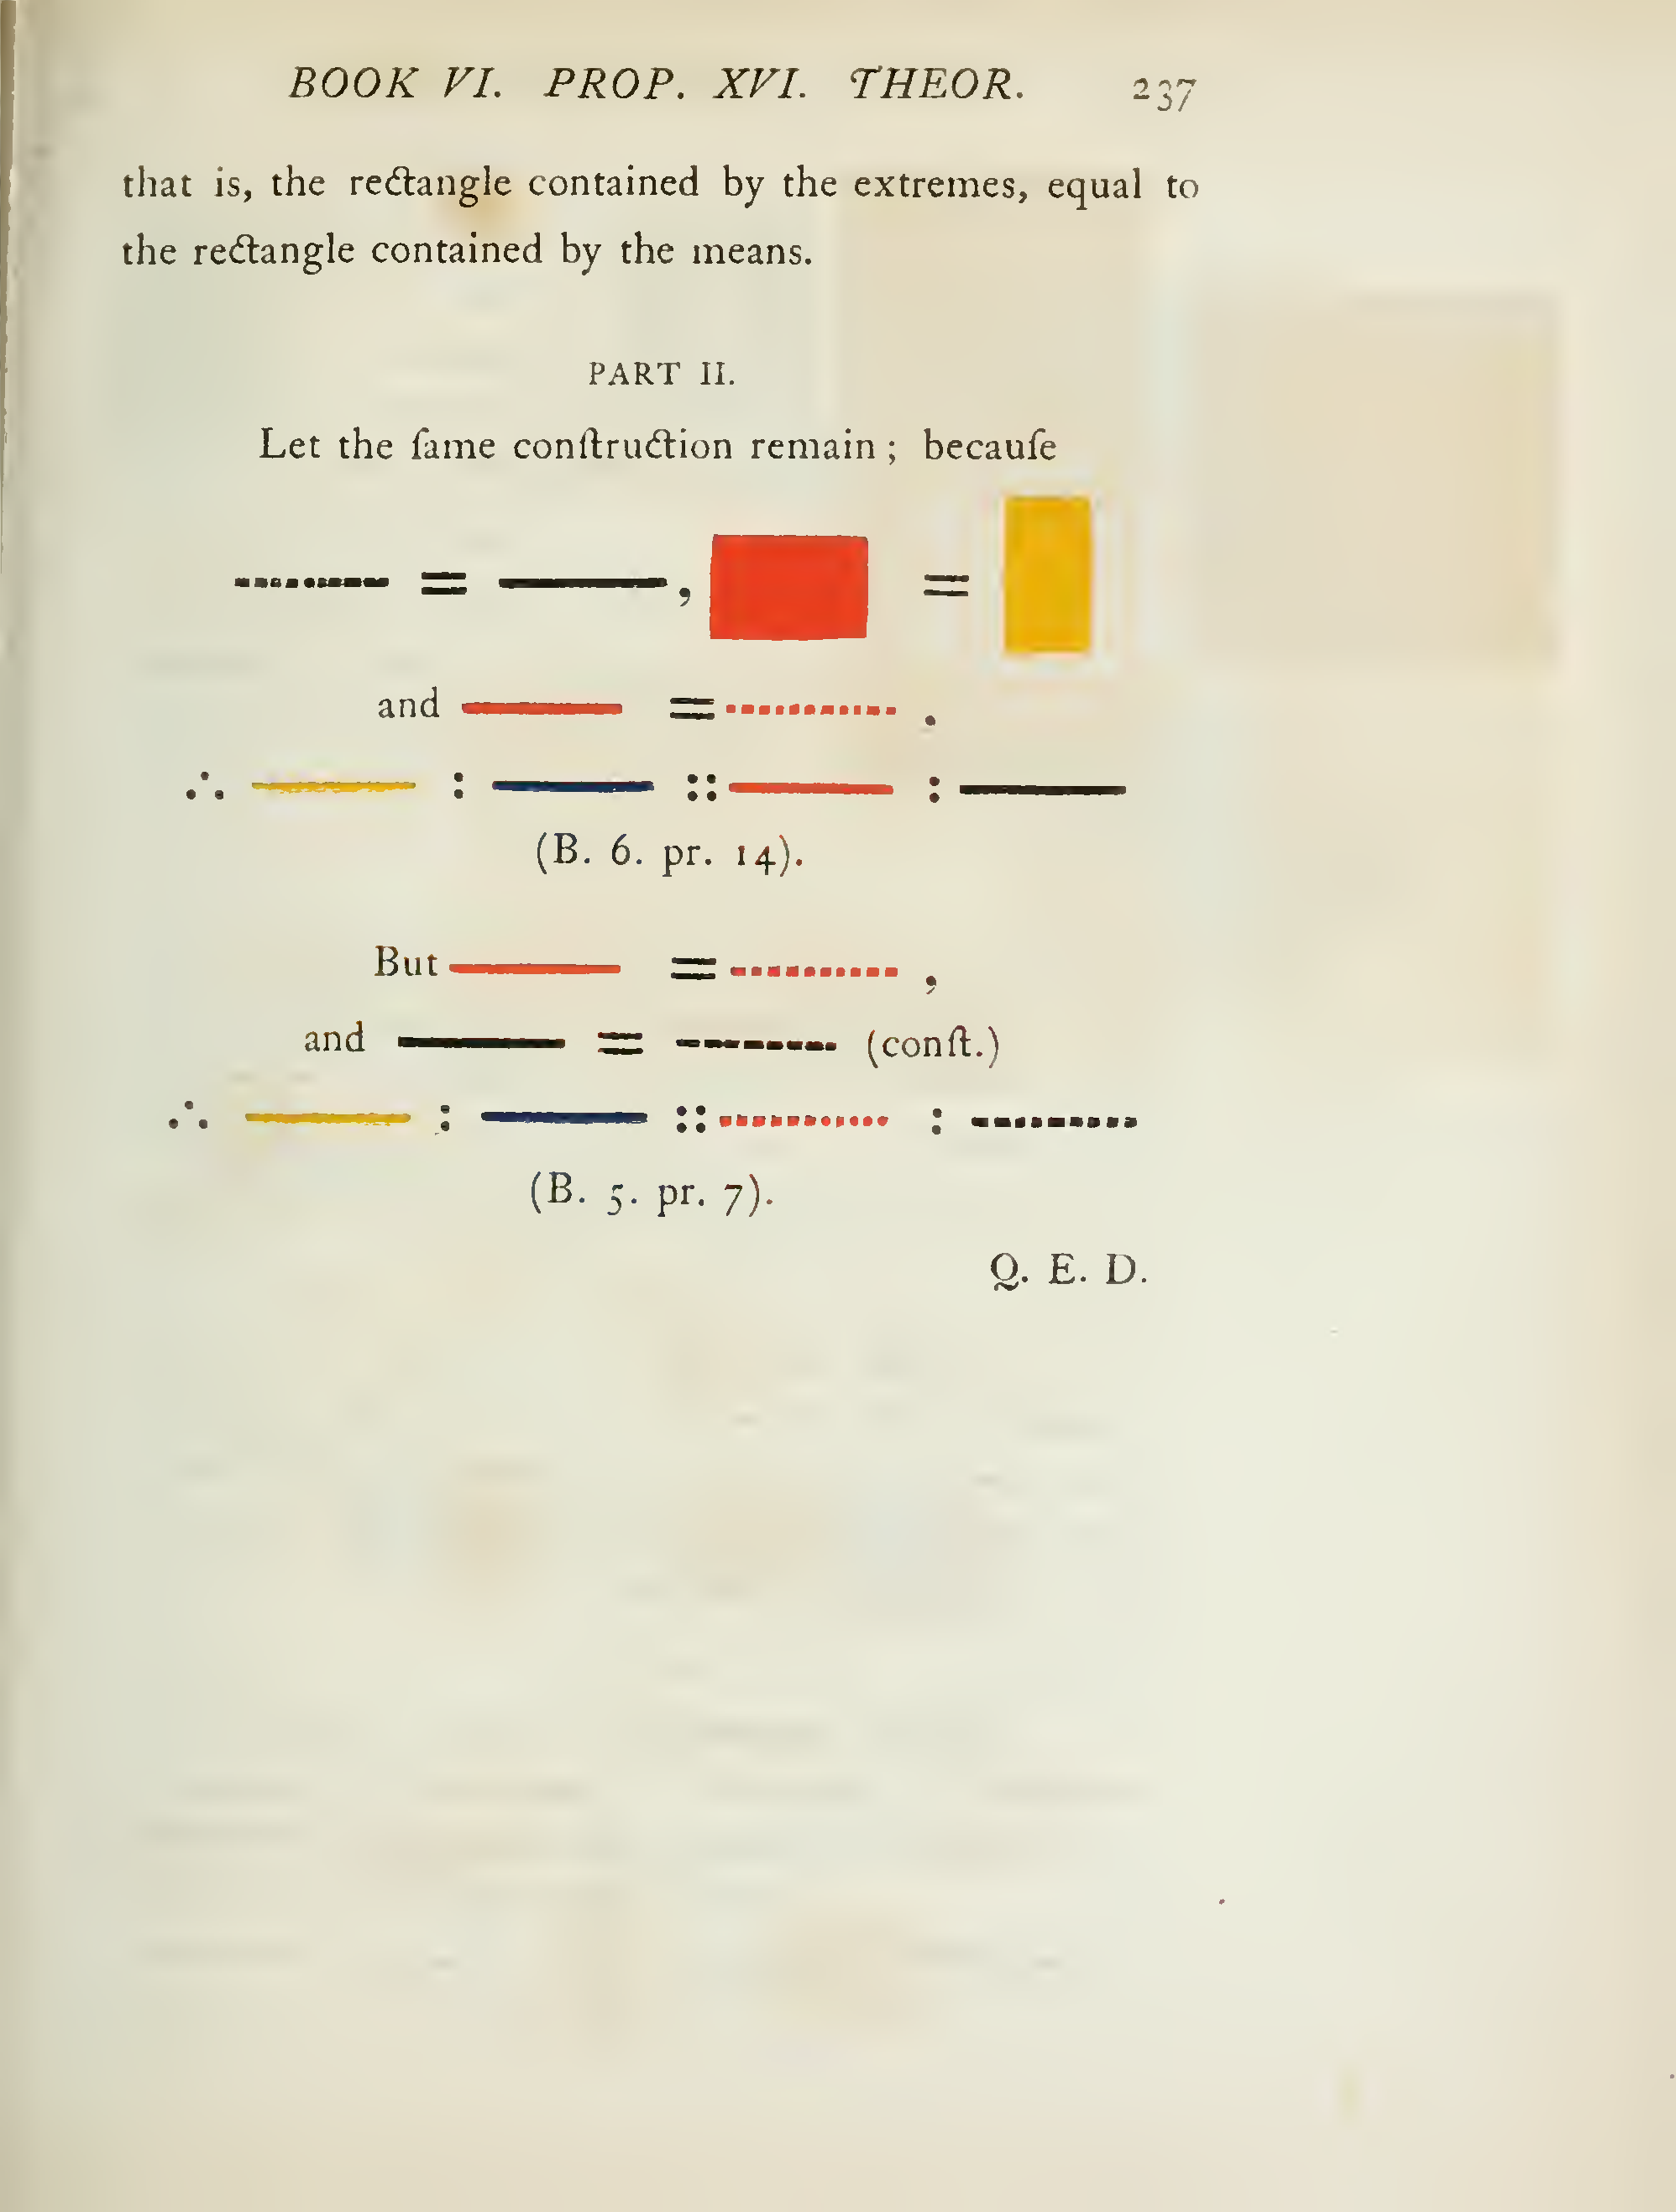 BOOK VI. PROP. XVI. THEOR. 237
that is, the rectangle contained by the extremes, equal to
the rectangle contained by the means.
PART II.
Let the ſame conſtruction remain ; becauſe
= , =
and = .
∴ : :: :
(B. 6. pr. 14).
But = ,
and = (conſt.)
∴ : :: :
(B. 5. pr. 7).
Q. E. D.